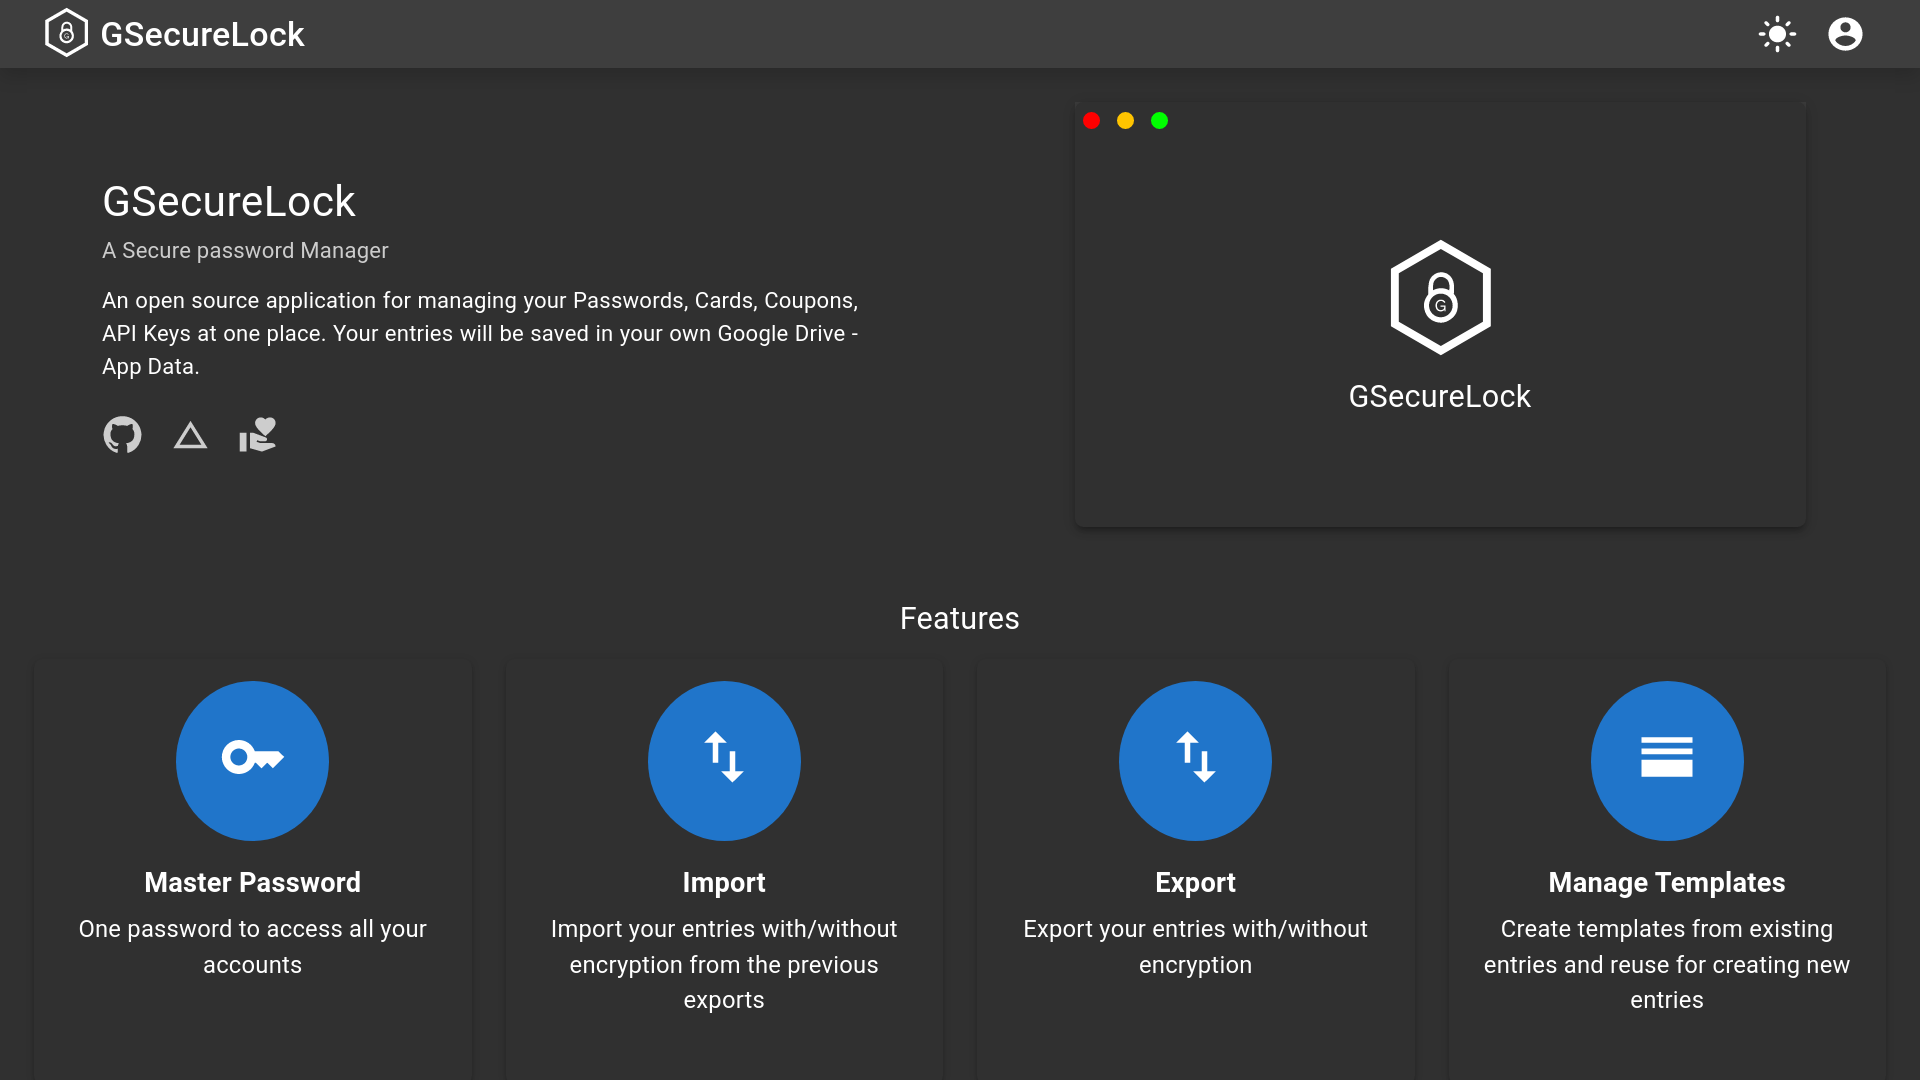 GSecureLock
GSecureLock
A Secure password Manager
An open source application for managing your Passwords, Cards, Coupons,
API Keys at one place. Your entries will be saved in your own Google Drive -
App Data.
G
GSecureLock
Features
Master Password
One password to access all your
accounts
Import
Import your entries with/without
encryption from the previous
exports
Export
Export your entries with/without
encryption
Manage Templates
Create templates from existing
entries and reuse for creating new
entries